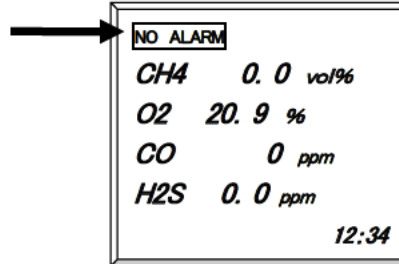 NO ALARM
CH4 0.0 vol%
O2 20.9 %
CO 0 ppm
H2S 0.0 ppm
12:34